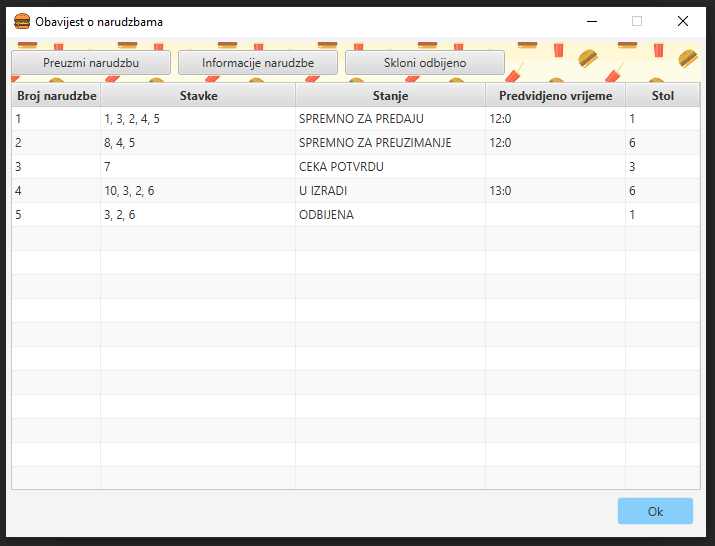 Obavijest o narudzbama
Preuzmi narudzbu Informacije narudzbe Skloni odbijeno
Broj narudzbe Stavke Stanje Predvidjeno vrijeme Stol
1 1, 3, 2, 4, 5 SPREMNO ZA PREDAJU 12:0 1
2 8, 4, 5 SPREMNO ZA PREUZIMANJE 12:0 6
3 7 CEKA POTVRDU 3
4 10, 3, 2, 6 U IZRADI 13:0 6
5 3, 2, 6 ODBIJENA 1
Ok